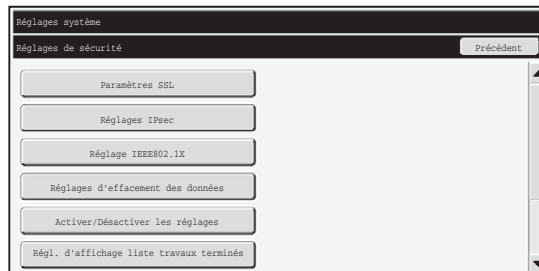 Réglages système
Réglages de sécurité
Précédent
Paramètres SSL
Réglages IPsec
Réglage IEEE802.1X
Réglages d'effacement des données
Activer/Désactiver les réglages
Régl. d'affichage liste travaux terminés